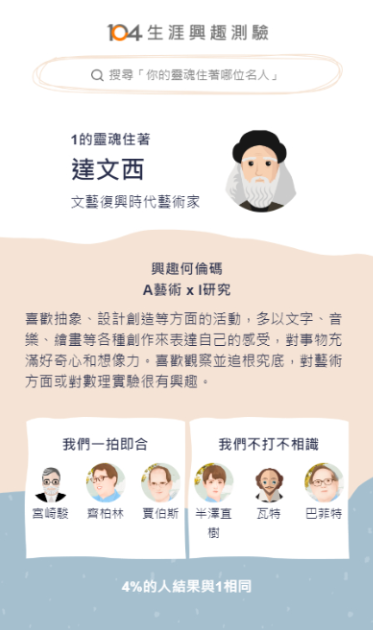 104 生涯興趣測驗
搜尋「你的靈魂住著哪位名人」
1的靈魂住著
達文西
文藝復興時代藝術家
興趣何倫碼
A藝術 x I研究
喜歡抽象、設計創造等方面的活動，多以文字、音
樂、繪畫等各種創作來表達自己的感受，對事物充
滿好奇心和想像力。喜歡觀察並追根究底，對藝術
方面或對數理實驗很有興趣。
我們一拍即合
宮崎駿 齊柏林 賈伯斯
我們不打不相識
半澤直 瓦特 巴菲特
樹
4%的人結果與1相同